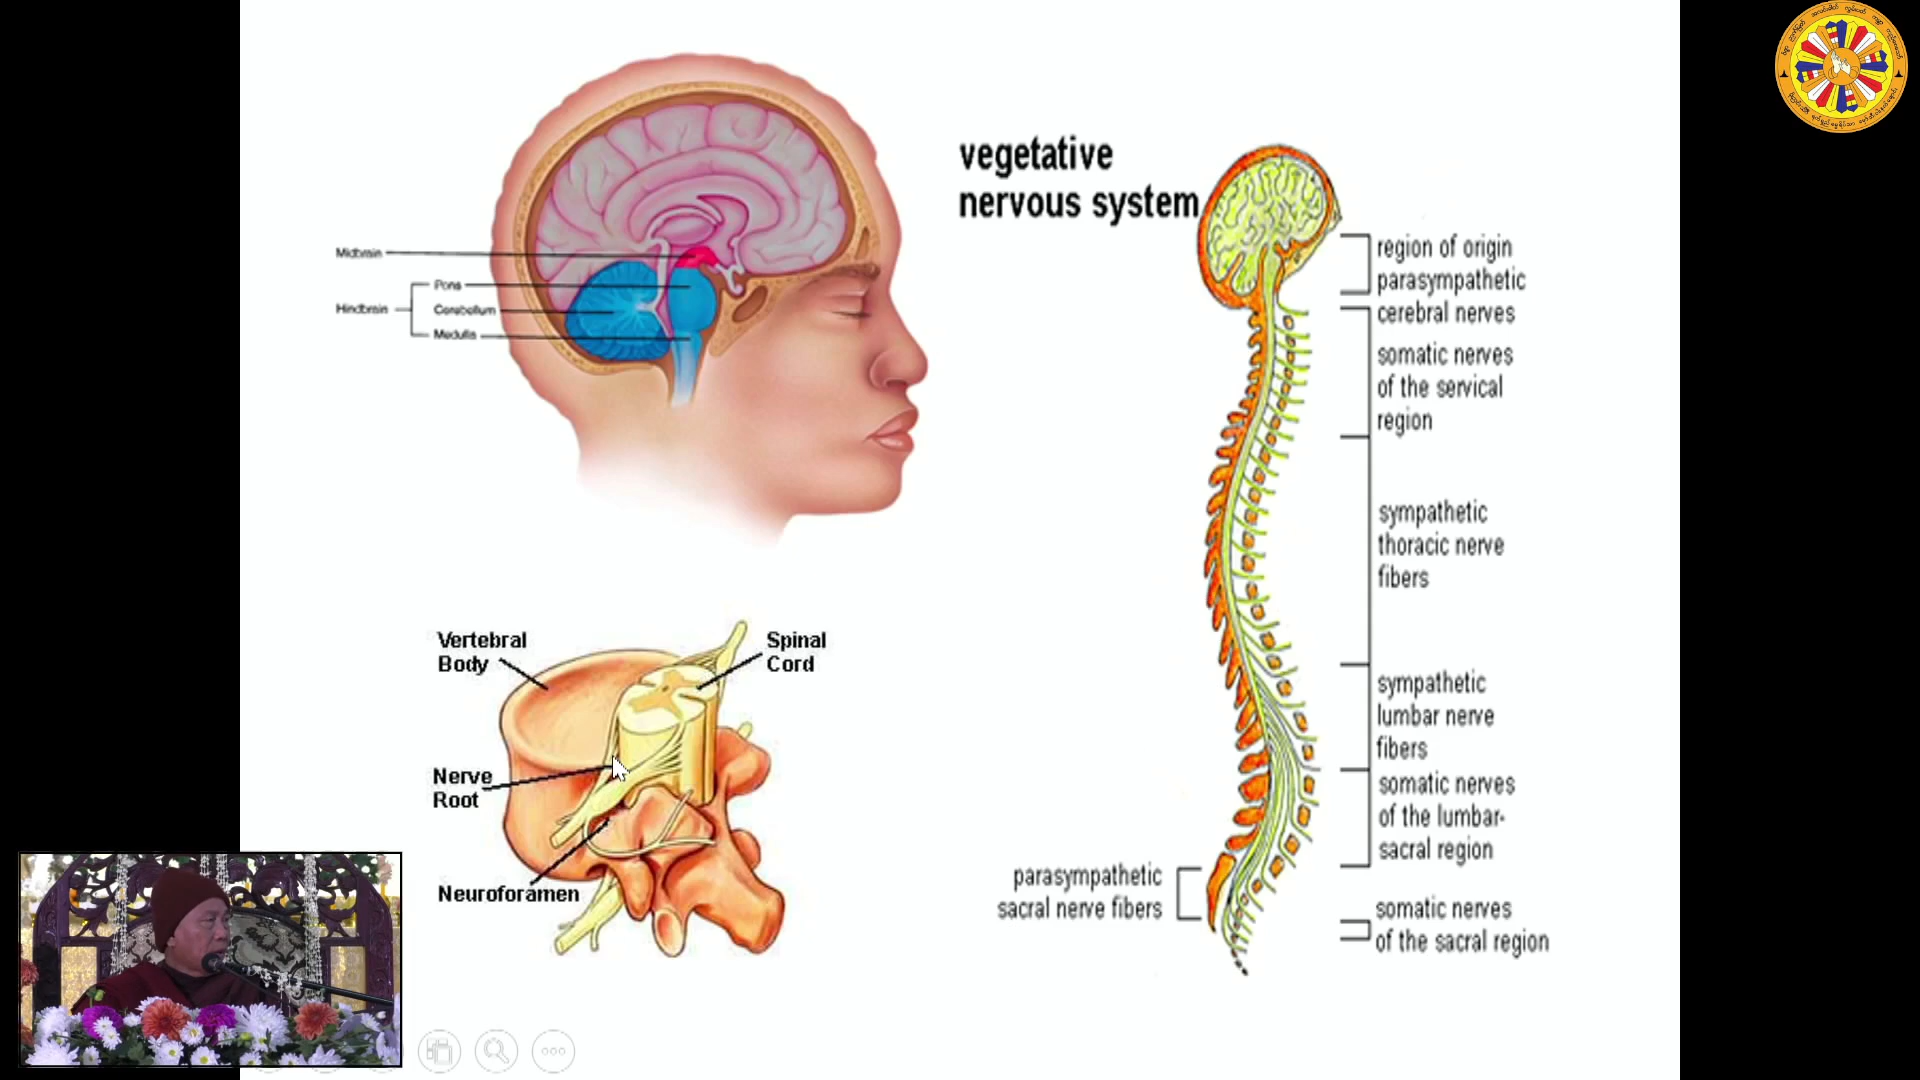 Midbrain
Pons
Hindbrain
Cerebellum
Medulla
vegetative
nervous system
region of origin
parasympathetic
cerebral nerves
somatic nerves
of the servical
region
sympathetic
thoracic nerve
fibers
sympathetic
lumbar nerve
fibers
somatic nerves
of the lumbar-
sacral region
parasympathetic
sacral nerve fibers
somatic nerves
of the sacral region
Vertebral
Body
Spinal
Cord
Nerve
Root
Neuroforamen